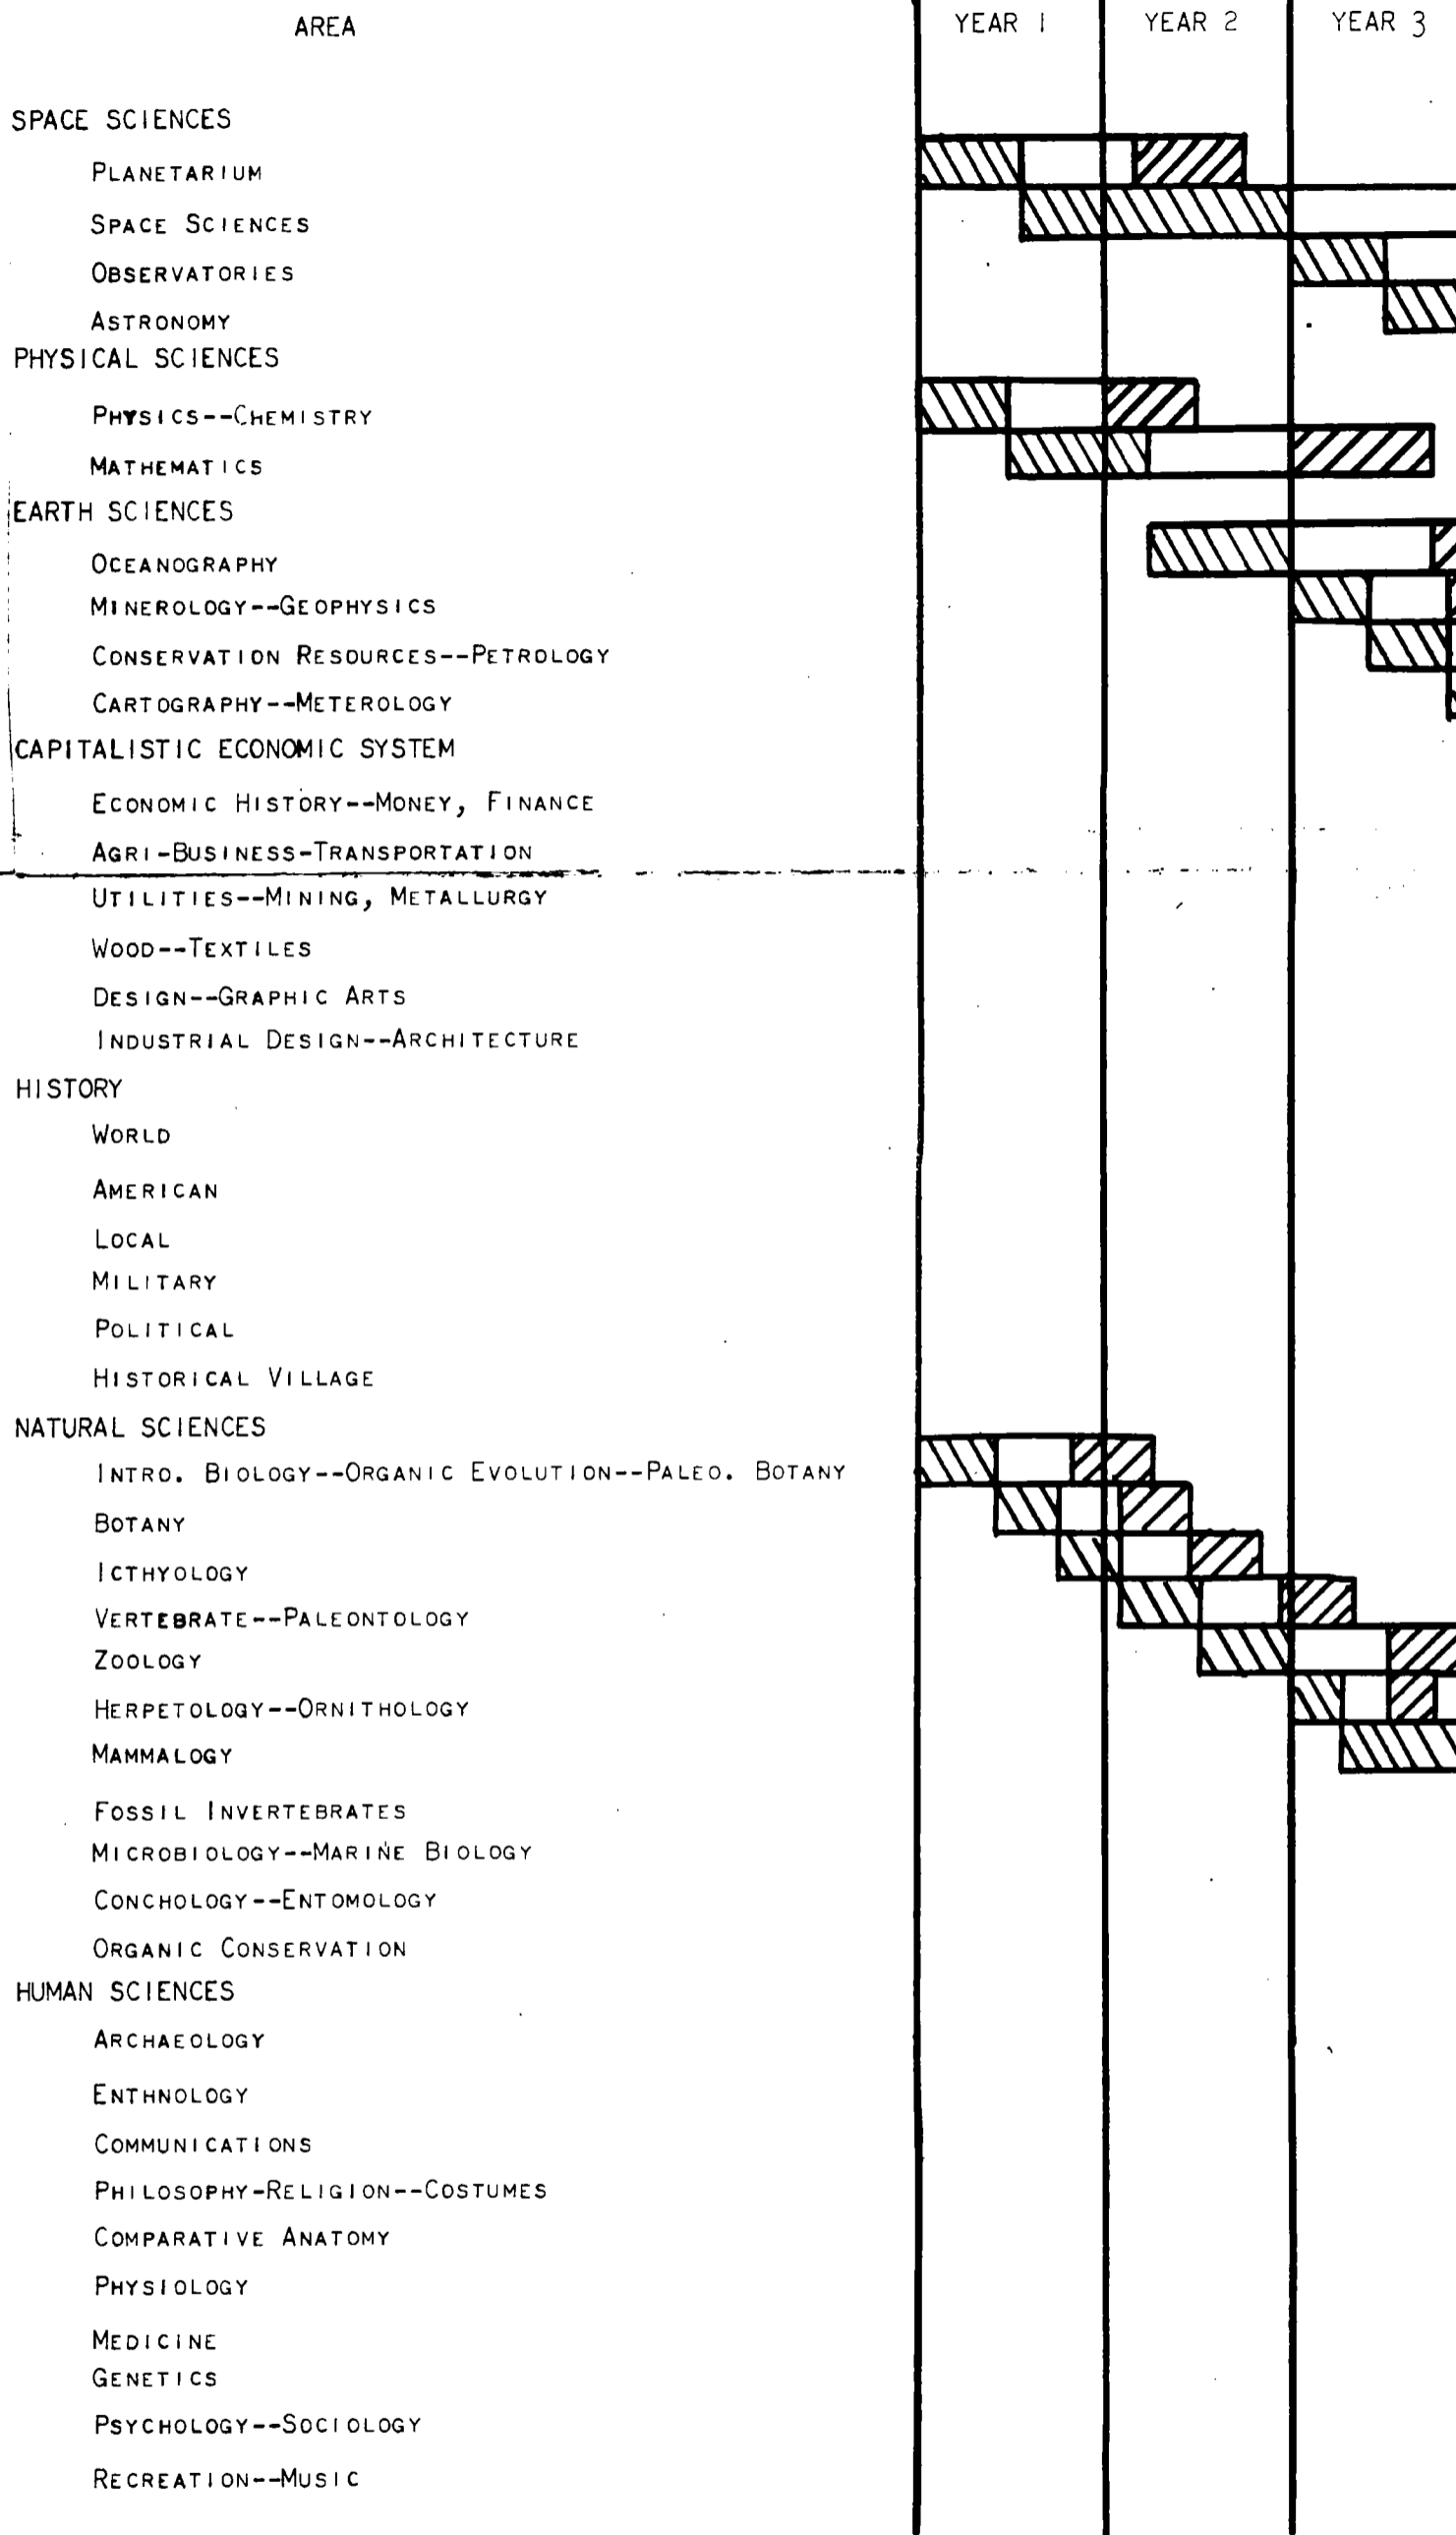 AREA YEAR 1 YEAR 2 YEAR 3
SPACE SCIENCES
PLANETARIUM
SPACE SCIENCES
OBSERVATORIES
ASTRONOMY
PHYSICAL SCIENCES
PHYSICS--CHEMISTRY
MATHEMATICS
EARTH SCIENCES
OCEANOGRAPHY
MINEROLOGY--GEOPHYSICS
CONSERVATION RESOURCES--PETROLOGY
CARTOGRAPHY--METEROLOGY
CAPITALISTIC ECONOMIC SYSTEM
ECONOMIC HISTORY--MONEY, FINANCE
AGRI-BUSINESS-TRANSPORTATION
UTILITIES--MINING, METALLURGY
WOOD--TEXTILES
DESIGN--GRAPHIC ARTS
INDUSTRIAL DESIGN--ARCHITECTURE
HISTORY
WORLD
AMERICAN
LOCAL
MILITARY
POLITICAL
HISTORICAL VILLAGE
NATURAL SCIENCES
INTRO. BIOLOGY--ORGANIC EVOLUTION--PALEO. BOTANY
BOTANY
ICTHYOLOGY
VERTEBRATE--PALEONTOLOGY
ZOOLOGY
HERPETOLOGY--ORNITHOLOGY
MAMMALOGY
FOSSIL INVERTEBRATES
MICROBIOLOGY--MARINE BIOLOGY
CONCHOLOGY--ENTOMOLOGY
ORGANIC CONSERVATION
HUMAN SCIENCES
ARCHAEOLOGY
ENTHNOLOGY
COMMUNICATIONS
PHILOSOPHY-RELIGION--COSTUMES
COMPARATIVE ANATOMY
PHYSIOLOGY
MEDICINE
GENETICS
PSYCHOLOGY--SOCIOLOGY
RECREATION--MUSIC